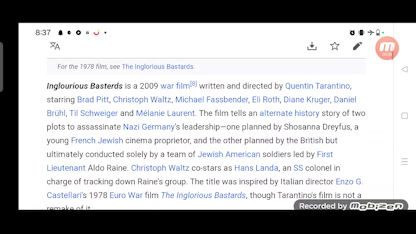 8:37
For the 1978 film, see The Inglorious Bastards.
Inglourious Basterds is a 2009 war film[8] written and directed by Quentin Tarantino,
starring Brad Pitt, Christoph Waltz, Michael Fassbender, Eli Roth, Diane Kruger, Daniel
Brühl, Til Schweiger and Mélanie Laurent. The film tells an alternate history story of two
plots to assassinate Nazi Germany's leadership—one planned by Shosanna Dreyfus, a
young French Jewish cinema proprietor, and the other planned by the British but
ultimately conducted solely by a team of Jewish American soldiers led by First
Lieutenant Aldo Raine. Christoph Waltz co-stars as Hans Landa, an SS colonel in
charge of tracking down Raine's group. The title was inspired by Italian director Enzo G.
Castellari's 1978 Euro War film The Inglorious Bastards, though Tarantino's film is not a
remake of it
Recorded by Mobizen